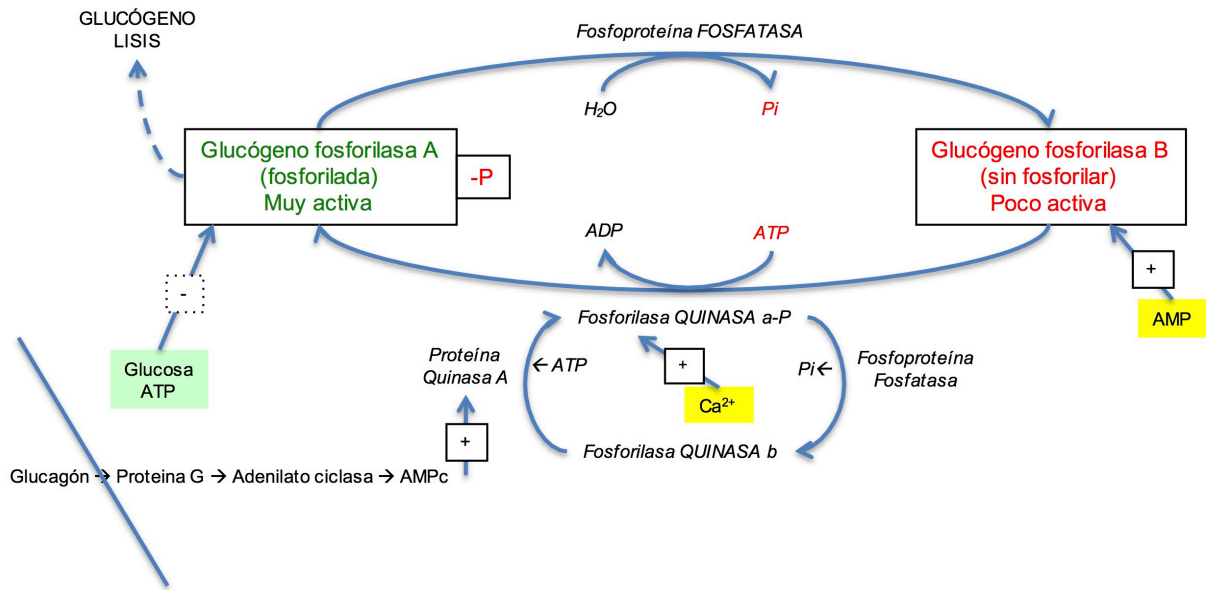 GLUCÓGENO
LISIS
Fosfoproteína FOSFATASA
H₂O
Pi
Glucógeno fosforilasa A
(fosforilada)
Muy activa
-P
Glucógeno fosforilasa B
(sin fosforilar)
Poco activa
ADP
ATP
-
+
AMP
Glucosa
ATP
Fosforilasa QUINASA a-P
Proteína
Quinasa A
← ATP
+
Ca²⁺
Pi←
Fosfoproteína
Fosfatasa
+
Fosforilasa QUINASA b
Glucagón → Proteina G → Adenilato ciclasa → AMPc